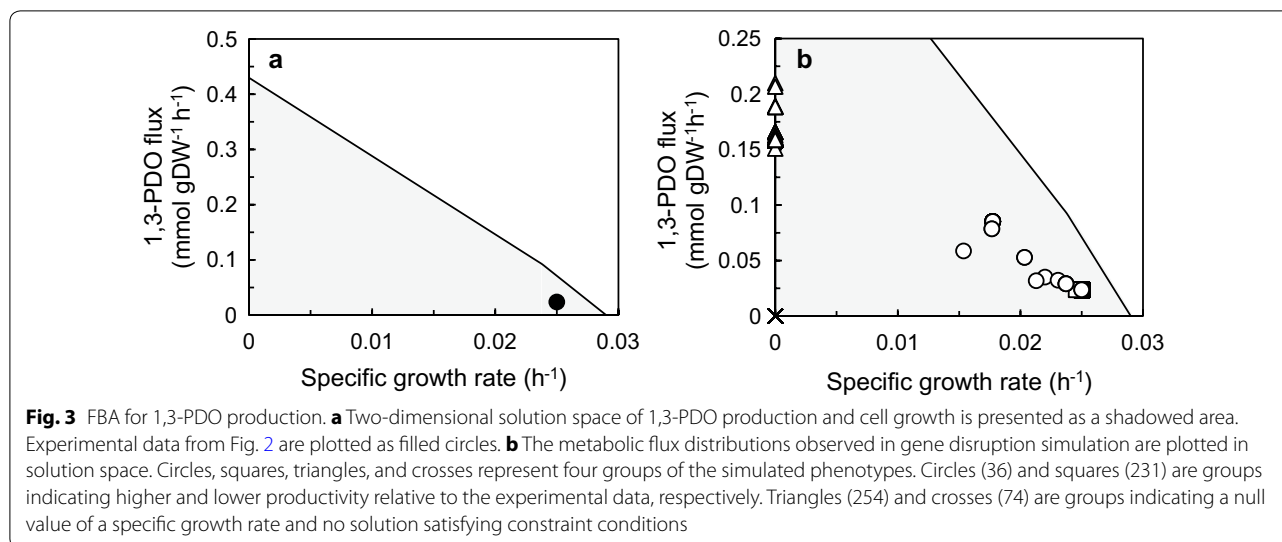 0.5
0.4
0.3
0.2
0.1
0
a
1,3-PDO flux
(mmol gDW-1 h-1)
0 0.01 0.02 0.03
Specific growth rate (h-1)
0.25
0.2
0.15
0.1
0.05
0
b
1,3-PDO flux
(mmol gDW-1h-1)
0 0.01 0.02 0.03
Specific growth rate (h-1)
Fig. 3 FBA for 1,3-PDO production. a Two-dimensional solution space of 1,3-PDO production and cell growth is presented as a shadowed area.
Experimental data from Fig. 2 are plotted as filled circles. b The metabolic flux distributions observed in gene disruption simulation are plotted in
solution space. Circles, squares, triangles, and crosses represent four groups of the simulated phenotypes. Circles (36) and squares (231) are groups
indicating higher and lower productivity relative to the experimental data, respectively. Triangles (254) and crosses (74) are groups indicating a null
value of a specific growth rate and no solution satisfying constraint conditions